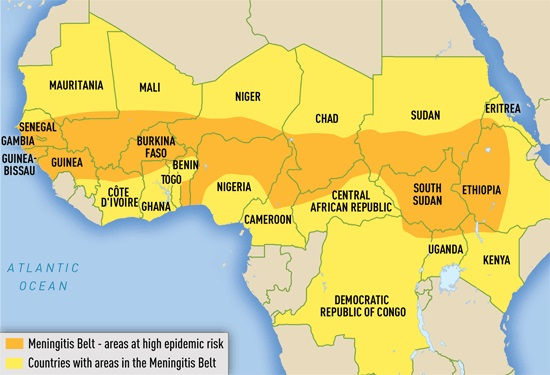 MAURITANIA
MALI
NIGER
CHAD
SUDAN
ERITREA
SENEGAL
GAMBIA
GUINEA-
BISSAU
GUINEA
BURKINA
FASO
BENIN
TOGO
CÔTE
D'IVOIRE
GHANA
NIGERIA
CAMEROON
CENTRAL
AFRICAN REPUBLIC
SOUTH
SUDAN
ETHIOPIA
UGANDA
KENYA
DEMOCRATIC
REPUBLIC OF CONGO
ATLANTIC
OCEAN
Meningitis Belt - areas at high epidemic risk
Countries with areas in the Meningitis Belt